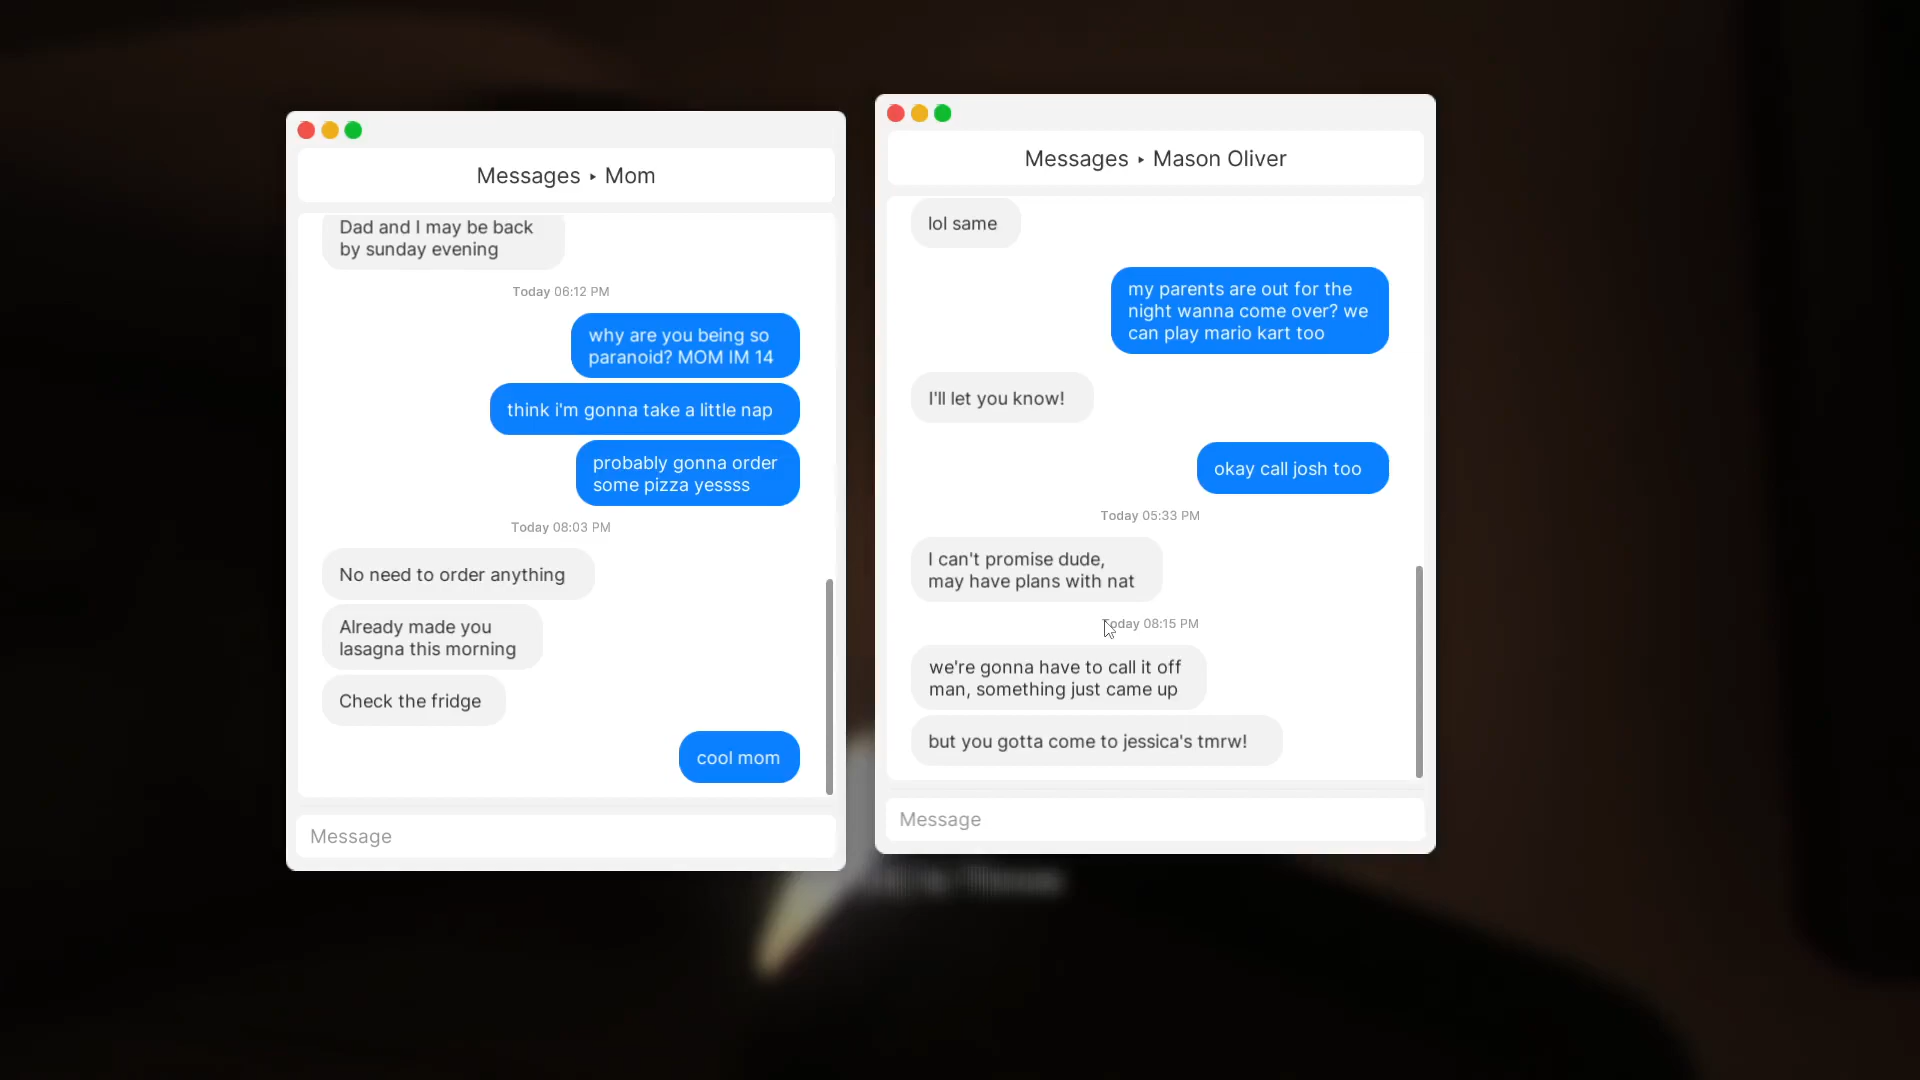 Messages ‣ Mom
Dad and I may be back
by sunday evening
Today 06:12 PM
why are you being so
paranoid? MOM IM 14
think i'm gonna take a little nap
probably gonna order
some pizza yessss
Today 08:03 PM
No need to order anything
Already made you
lasagna this morning
Check the fridge
cool mom
Message
Messages ‣ Mason Oliver
lol same
my parents are out for the
night wanna come over? we
can play mario kart too
I'll let you know!
okay call josh too
Today 05:33 PM
I can't promise dude,
may have plans with nat
Today 08:15 PM
we're gonna have to call it off
man, something just came up
but you gotta come to jessica's tmrw!
Message